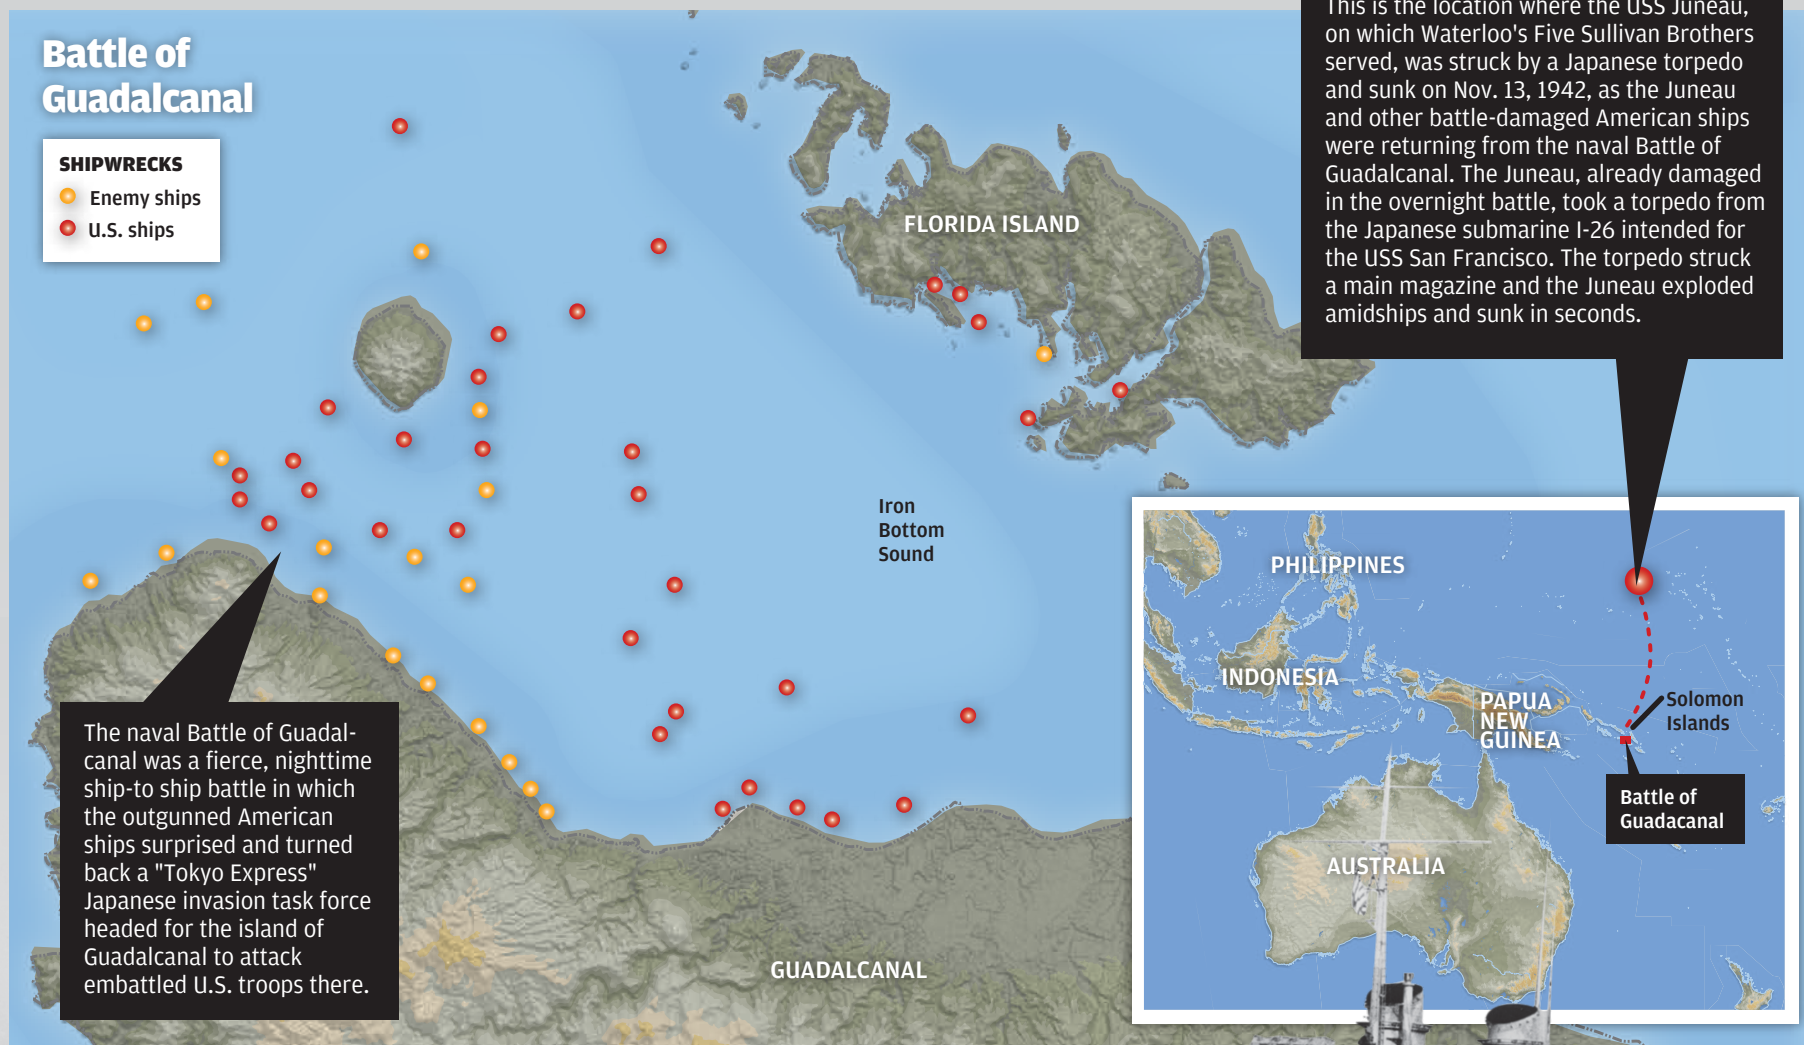 Battle of
Guadalcanal
SHIPWRECKS
Enemy ships
U.S. ships
This is the location where the USS Juneau,
on which Waterloo's Five Sullivan Brothers
served, was struck by a Japanese torpedo
and sunk on Nov. 13, 1942, as the Juneau
and other battle-damaged American ships
were returning from the naval Battle of
Guadalcanal. The Juneau, already damaged
in the overnight battle, took a torpedo from
the Japanese submarine I-26 intended for
the USS San Francisco. The torpedo struck
a main magazine and the Juneau exploded
amidships and sunk in seconds.
FLORIDA ISLAND
Iron
Bottom
Sound
The naval Battle of Guadal-
canal was a fierce, nighttime
ship-to ship battle in which
the outgunned American
ships surprised and turned
back a "Tokyo Express"
Japanese invasion task force
headed for the island of
Guadalcanal to attack
embattled U.S. troops there.
GUADALCANAL
PHILIPPINES
INDONESIA
PAPUA
NEW
GUINEA
Solomon
Islands
Battle of
Guadacanal
AUSTRALIA